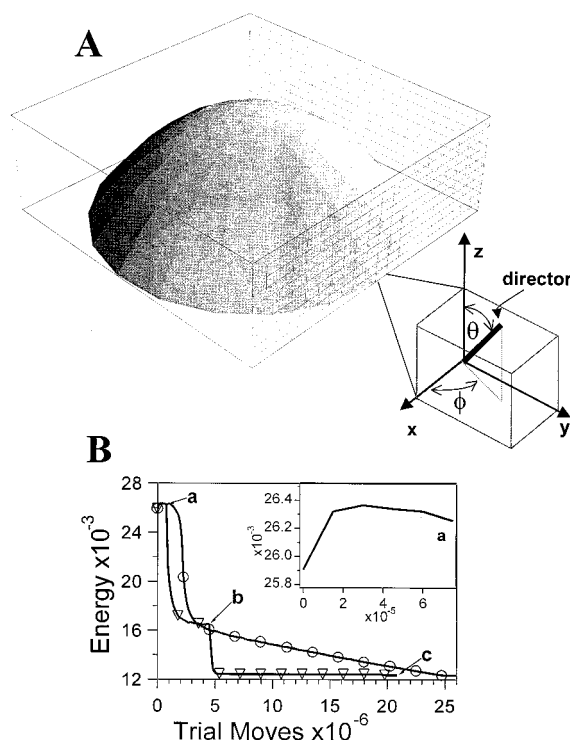 A
z
director
θ
ϕ
x
y
B
28
24
20
16
12
Energy x10⁻³
a
b
c
26.4
26.2
26.0
25.8
x10⁻³
a
0 2 4 6
x10⁻⁵
0 5 10 15 20 25
Trial Moves x10⁻⁶